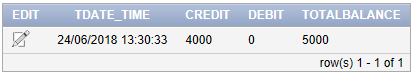 EDIT TDATE_TIME CREDIT DEBIT TOTALBALANCE
24/06/2018 13:30:33 4000 0 5000
row(s) 1 - 1 of 1